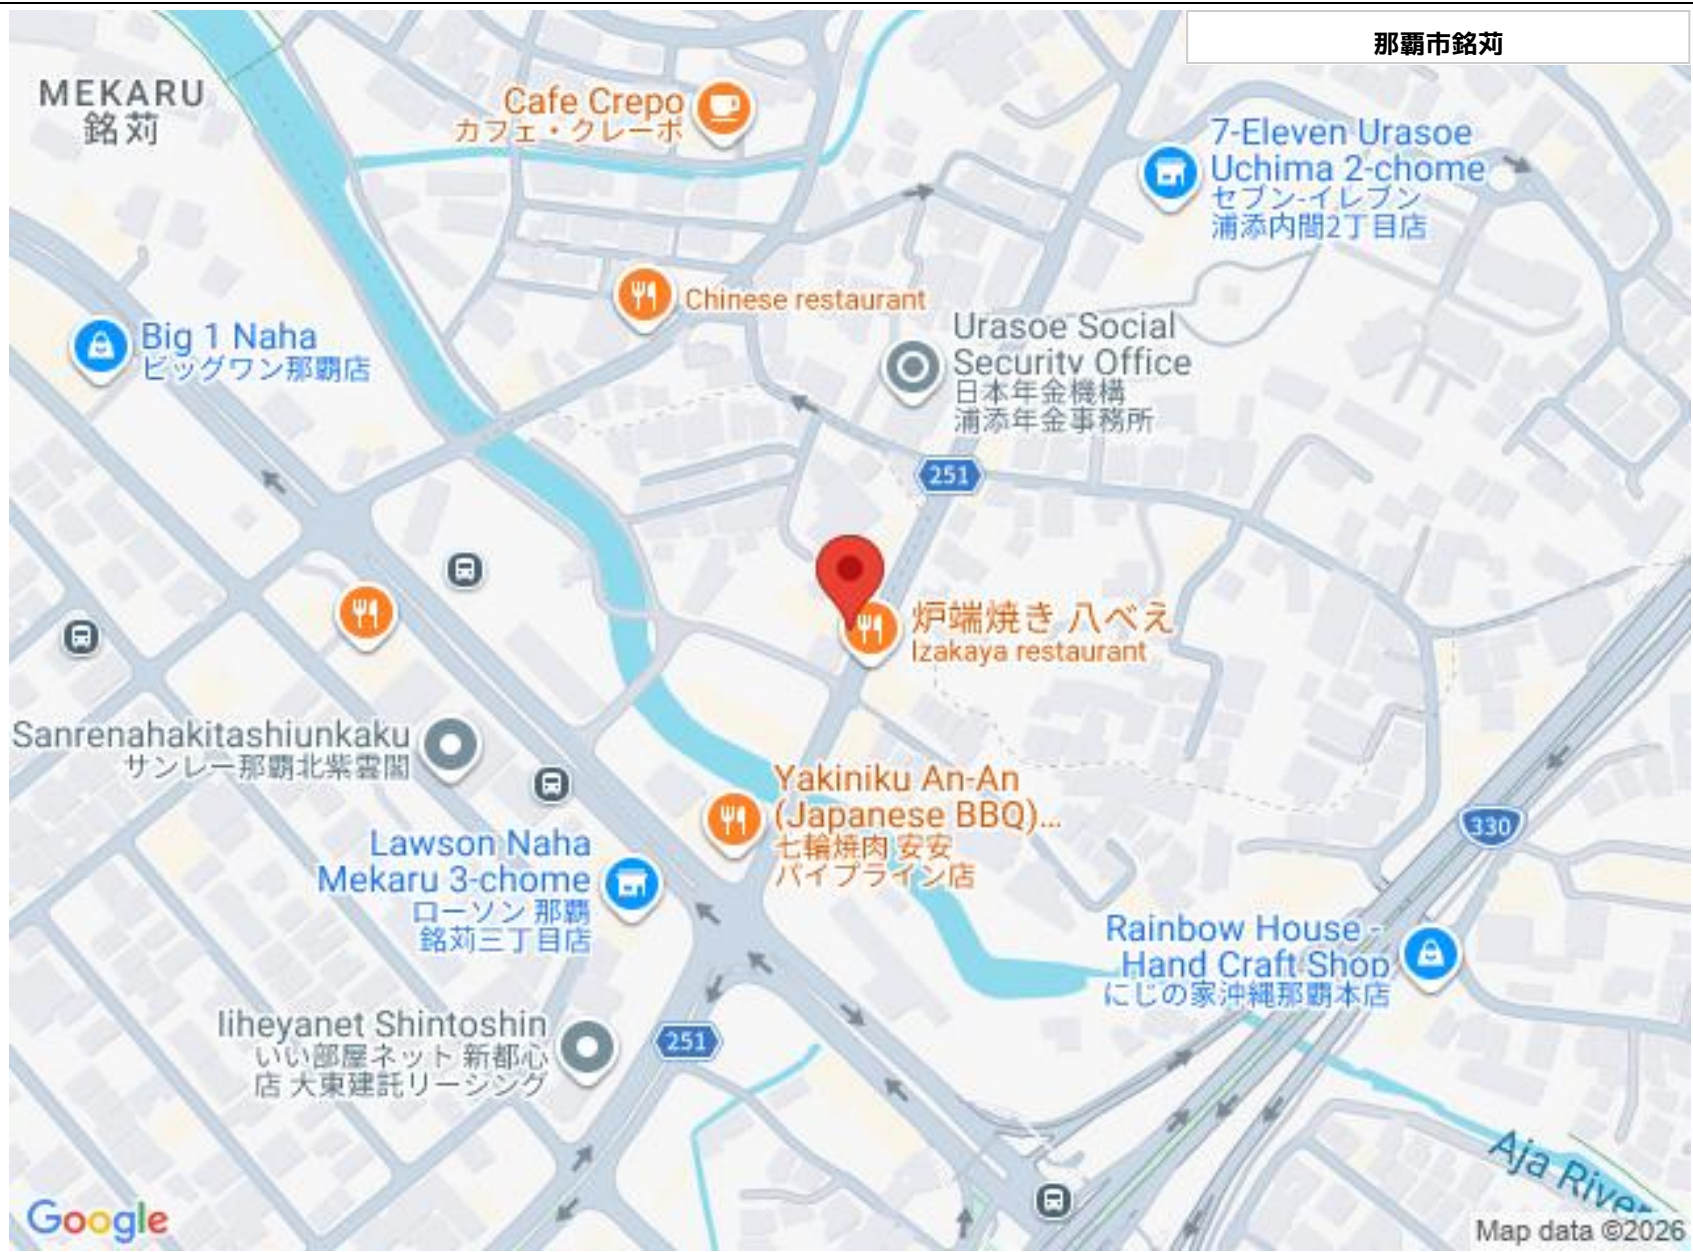 那覇市銘苅
MEKARU
銘苅
Cafe Crepo
カフェ・クレーポ
7-Eleven Urasoe
Uchima 2-chome
セブン-イレブン
浦添内間2丁目店
Chinese restaurant
Big 1 Naha
ビッグワン那覇店
Urasoe Social
Security Office
日本年金機構
浦添年金事務所
251
炉端焼き 八べえ
Izakaya restaurant
Sanrenahakitashiunkaku
サンレー那覇北紫雲閣
Yakiniku An-An
(Japanese BBQ)...
七輪焼肉 安安
パイプライン店
330
Lawson Naha
Mekaru 3-chome
ローソン 那覇
銘苅三丁目店
Rainbow House -
Hand Craft Shop
にじの家沖縄那覇本店
Iiheyanet Shintoshin
いい部屋ネット 新都心
店 大東建託リーシング
251
Aja River
Google
Map data ©2026